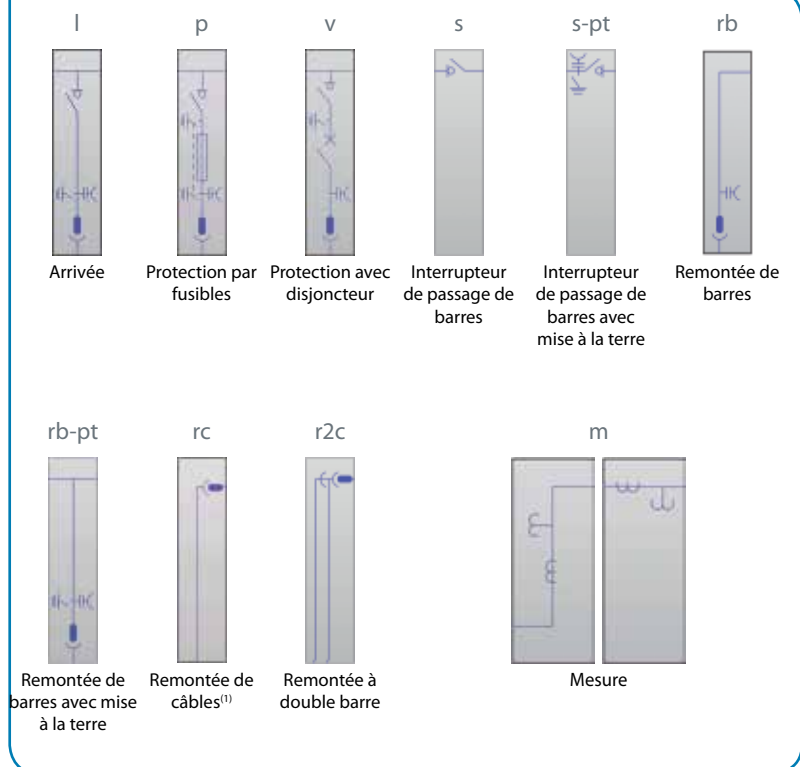 l p v s s-pt rb
Arrivée
Protection par
fusibles
Protection avec
disjoncteur
Interrupteur
de passage de
barres
Interrupteur
de passage de
barres avec
mise à la terre
Remontée de
barres
rb-pt rc r2c m
Remontée de
barres avec mise
à la terre
Remontée de
câbles(1)
Remontée à
double barre
Mesure